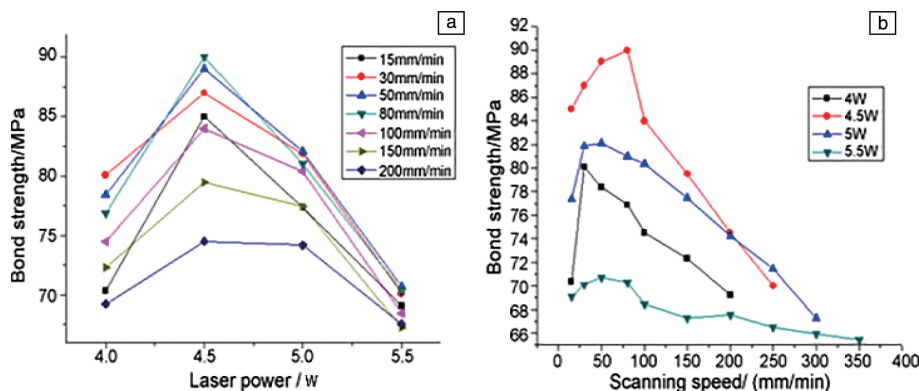 a
Bond strength/MPa
90
85
80
75
70
15mm/min
30mm/min
50mm/min
80mm/min
100mm/min
150mm/min
200mm/min
4.0
4.5
5.0
5.5
Laser power / W
b
Bond strength/MPa
92
90
88
86
84
82
80
78
76
74
72
70
68
66
4W
4.5W
5W
5.5W
0
50
100
150
200
250
300
350
400
Scanning speed/ (mm/min)